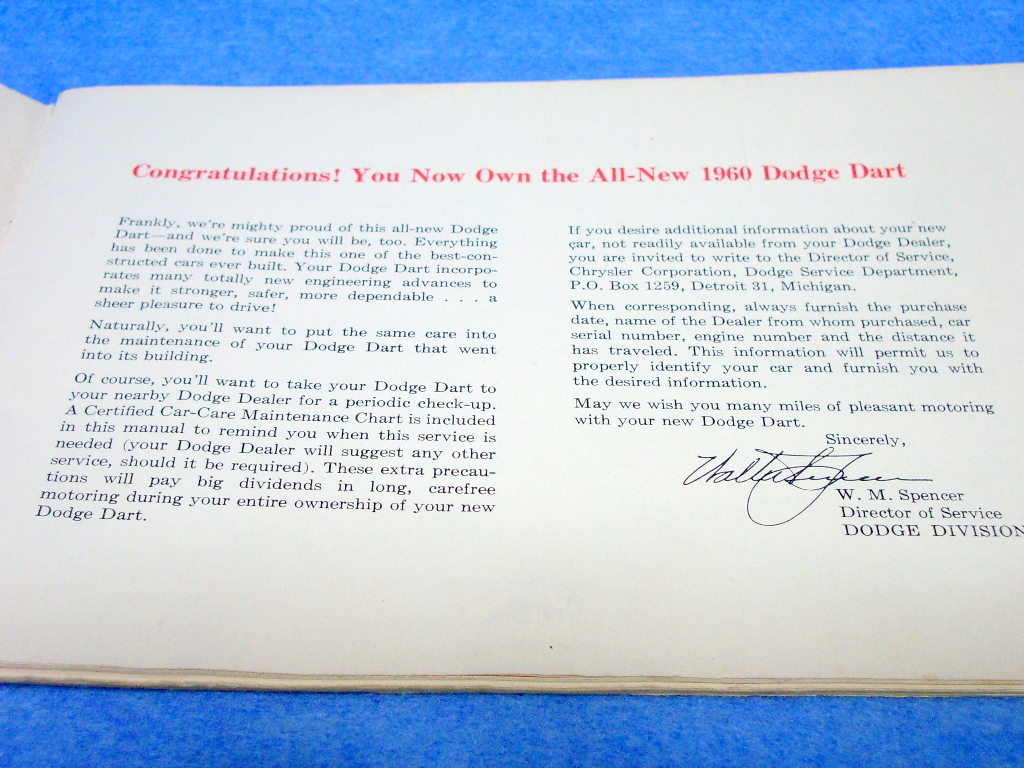 Congratulations! You Now Own the All-New 1960 Dodge Dart
Frankly, we're mighty proud of this all-new Dodge
Dart—and we're sure you will be, too. Everything
has been done to make this one of the best-con-
structed cars ever built. Your Dodge Dart incorpo-
rates many totally new engineering advances to
make it stronger, safer, more dependable . . . a
sheer pleasure to drive!
Naturally, you'll want to put the same care into
the maintenance of your Dodge Dart that went
into its building.
Of course, you'll want to take your Dodge Dart to
your nearby Dodge Dealer for a periodic check-up.
A Certified Car-Care Maintenance Chart is included
in this manual to remind you when this service is
needed (your Dodge Dealer will suggest any other
service, should it be required). These extra precau-
tions will pay big dividends in long, carefree
motoring during your entire ownership of your new
Dodge Dart.
If you desire additional information about your new
car, not readily available from your Dodge Dealer,
you are invited to write to the Director of Service,
Chrysler Corporation, Dodge Service Department,
P.O. Box 1259, Detroit 31, Michigan.
When corresponding, always furnish the purchase
date, name of the Dealer from whom purchased, car
serial number, engine number and the distance it
has traveled. This information will permit us to
properly identify your car and furnish you with
the desired information.
May we wish you many miles of pleasant motoring
with your new Dodge Dart.
Sincerely,
W. M. Spencer
Director of Service
DODGE DIVISION